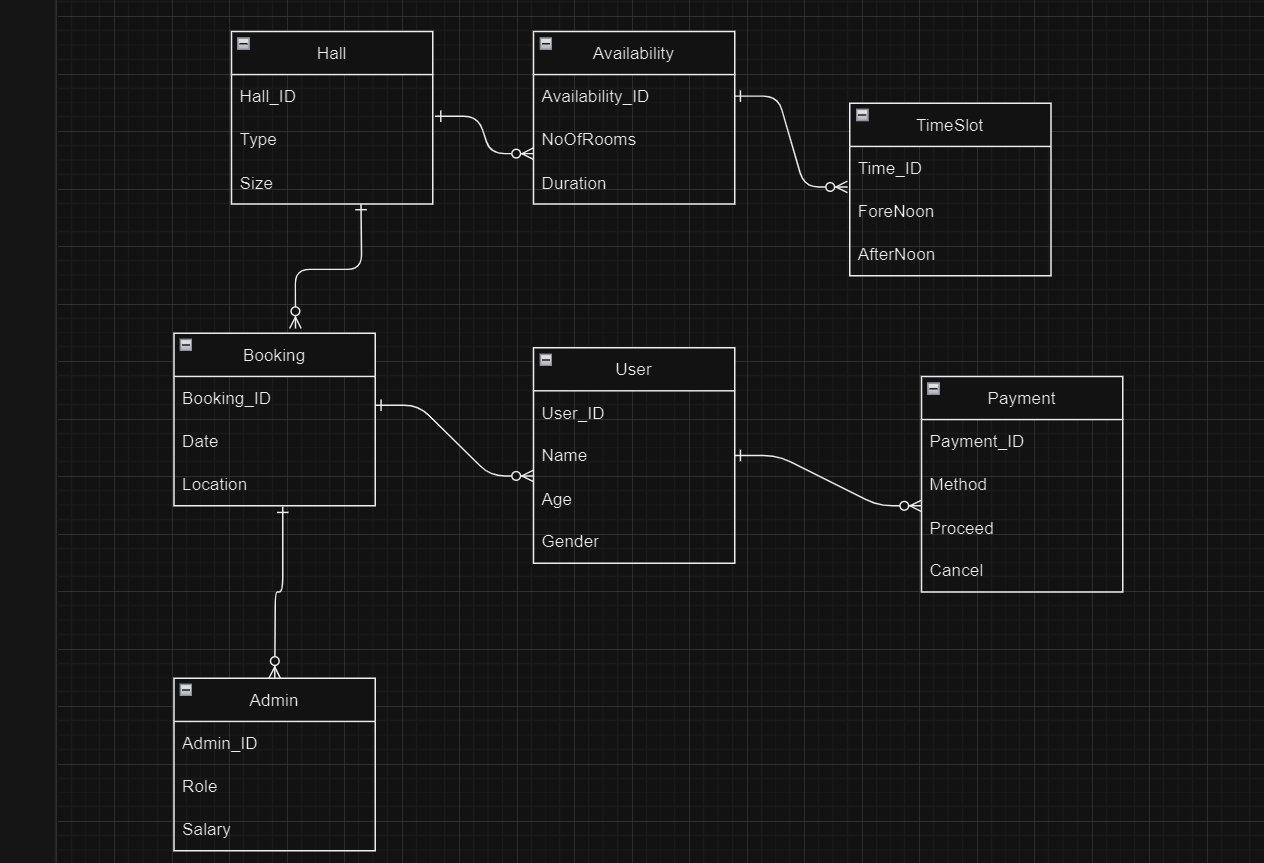 Hall
Hall_ID
Type
Size
Availability
Availability_ID
NoOfRooms
Duration
TimeSlot
Time_ID
ForeNoon
AfterNoon
Booking
Booking_ID
Date
Location
User
User_ID
Name
Age
Gender
Payment
Payment_ID
Method
Proceed
Cancel
Admin
Admin_ID
Role
Salary